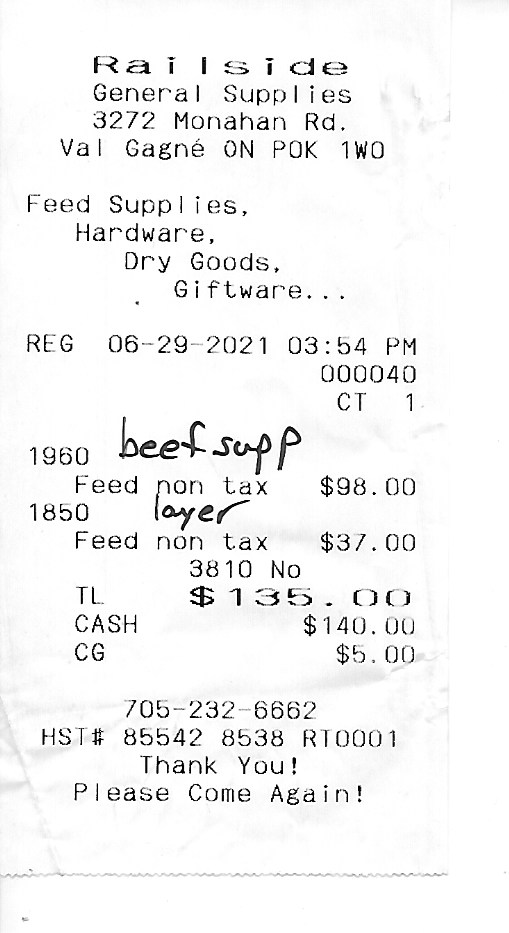 Railside
General Supplies
3272 Monahan Rd.
Val Gagné ON P0K 1W0
Feed Supplies,
Hardware,
Dry Goods,
Giftware...
REG 06-29-2021 03:54 PM
000040
CT 1
1960 beef supp
Feed non tax $98.00
1850 layer
Feed non tax $37.00
3810 No
TL $135.00
CASH $140.00
CG $5.00
705-232-6662
HST# 85542 8538 RT0001
Thank You!
Please Come Again!